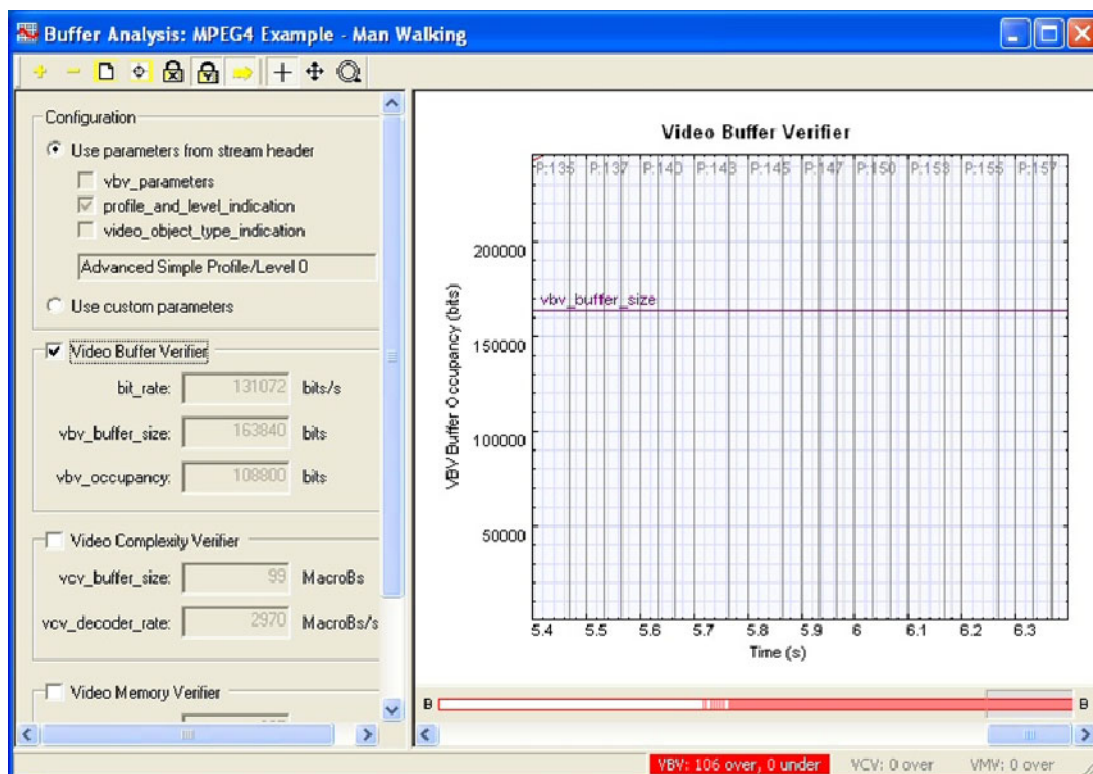 Buffer Analysis: MPEG4 Example - Man Walking
Configuration
Use parameters from stream header
vbv_parameters
profile_and_level_indication
video_object_type_indication
Advanced Simple Profile/Level 0
Use custom parameters
Video Buffer Verifier
bit_rate: 131072 bits/s
vbv_buffer_size: 163840 bits
vbv_occupancy: 108800 bits
Video Complexity Verifier
vcv_buffer_size: 99 MacroBs
vcv_decoder_rate: 2970 MacroBs/s
Video Memory Verifier
Video Buffer Verifier
P:135 P:137 P:140 P:143 P:145 P:147 P:150 P:153 P:155 P:157
VBV Buffer Occupancy (bits)
200000
vbv_buffer_size
150000
100000
50000
5.4 5.5 5.6 5.7 5.8 5.9 6 6.1 6.2 6.3
Time (s)
B B
VBV: 106 over, 0 under VCV: 0 over VMV: 0 over